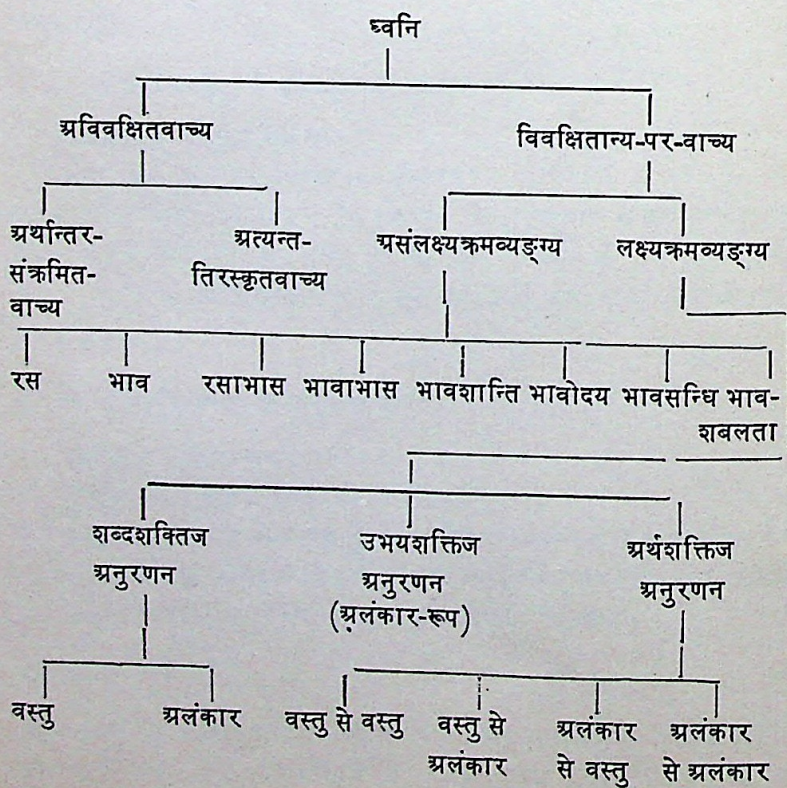 ध्वनि
अविवक्षितवाच्य विवक्षितान्य-पर-वाच्य
अर्थान्तर- अत्यन्त- असंलक्ष्यक्रमव्यङ्ग्य लक्ष्यक्रमव्यङ्ग्य
संक्रमित- तिरस्कृतवाच्य
वाच्य
रस भाव रसाभास भावाभास भावशान्ति भावोदय भावसन्धि भाव-
शबलता
शब्दशक्तिज उभयशक्तिज अर्थशक्तिज
अनुरणन अनुरणन अनुरणन
(अलंकार-रूप)
वस्तु अलंकार वस्तु से वस्तु वस्तु से अलंकार अलंकार
अलंकार से वस्तु से अलंकार